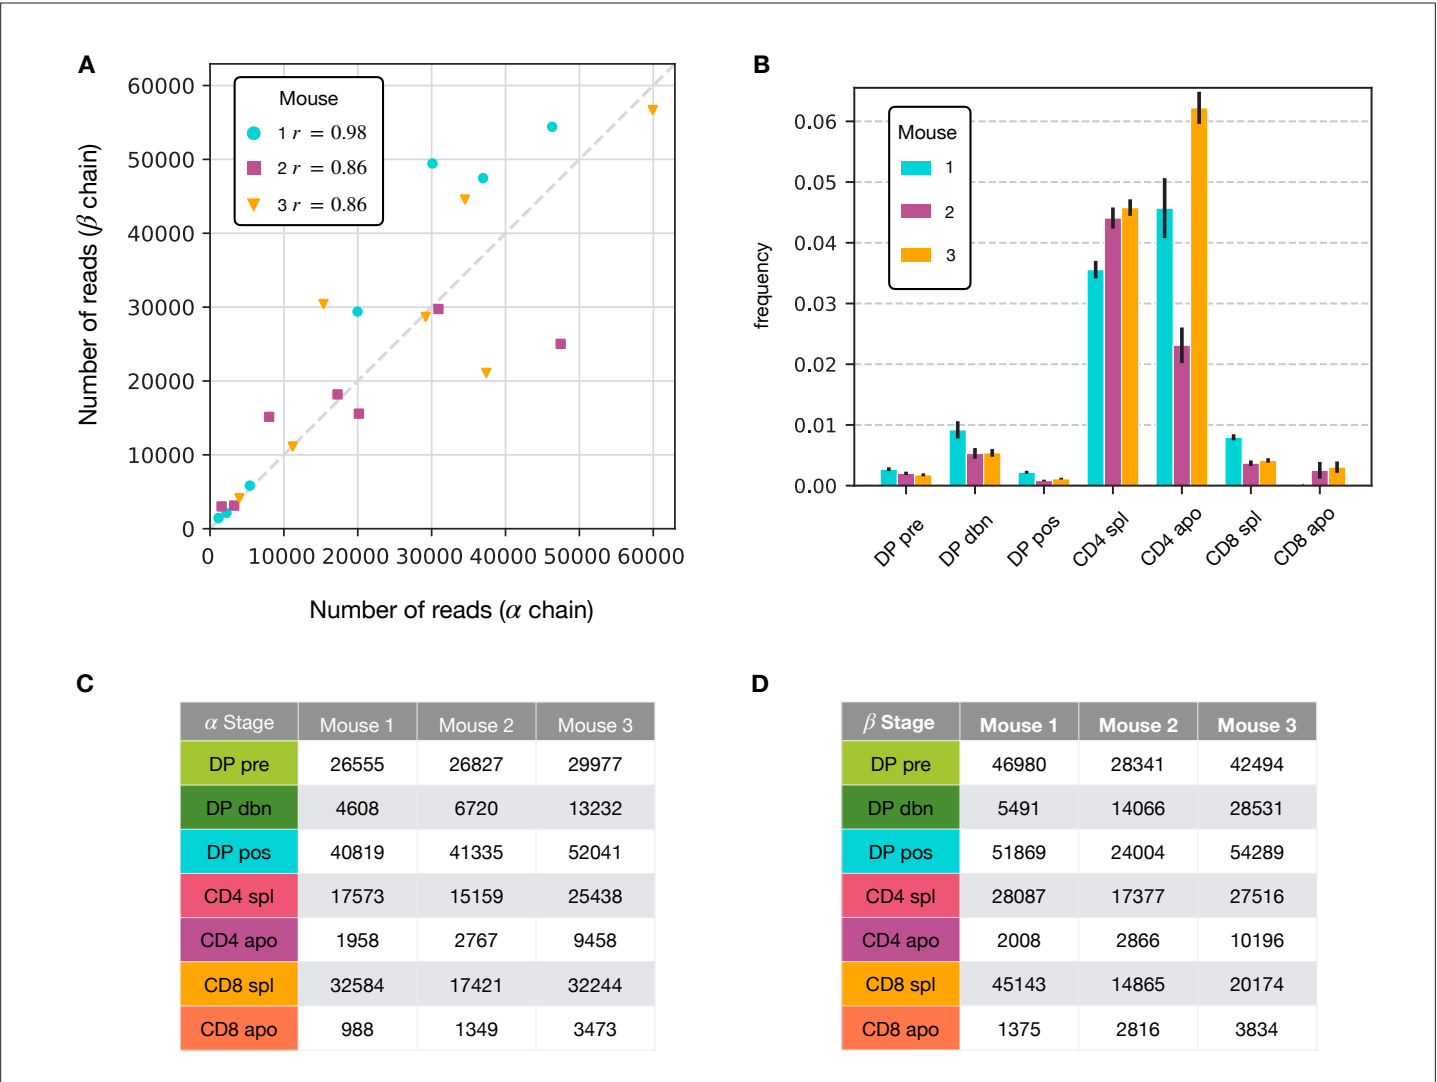 A
Number of reads (β chain)
60000
50000
40000
30000
20000
10000
0
Mouse
1 r = 0.98
2 r = 0.86
3 r = 0.86
0 10000 20000 30000 40000 50000 60000
Number of reads (α chain)
B
frequency
0.06
0.05
0.04
0.03
0.02
0.01
0.00
Mouse
1
2
3
DP pre DP dbn DP pos CD4 spl CD4 apo CD8 spl CD8 apo
C
α Stage Mouse 1 Mouse 2 Mouse 3
DP pre 26555 26827 29977
DP dbn 4608 6720 13232
DP pos 40819 41335 52041
CD4 spl 17573 15159 25438
CD4 apo 1958 2767 9458
CD8 spl 32584 17421 32244
CD8 apo 988 1349 3473
D
β Stage Mouse 1 Mouse 2 Mouse 3
DP pre 46980 28341 42494
DP dbn 5491 14066 28531
DP pos 51869 24004 54289
CD4 spl 28087 17377 27516
CD4 apo 2008 2866 10196
CD8 spl 45143 14865 20174
CD8 apo 1375 2816 3834